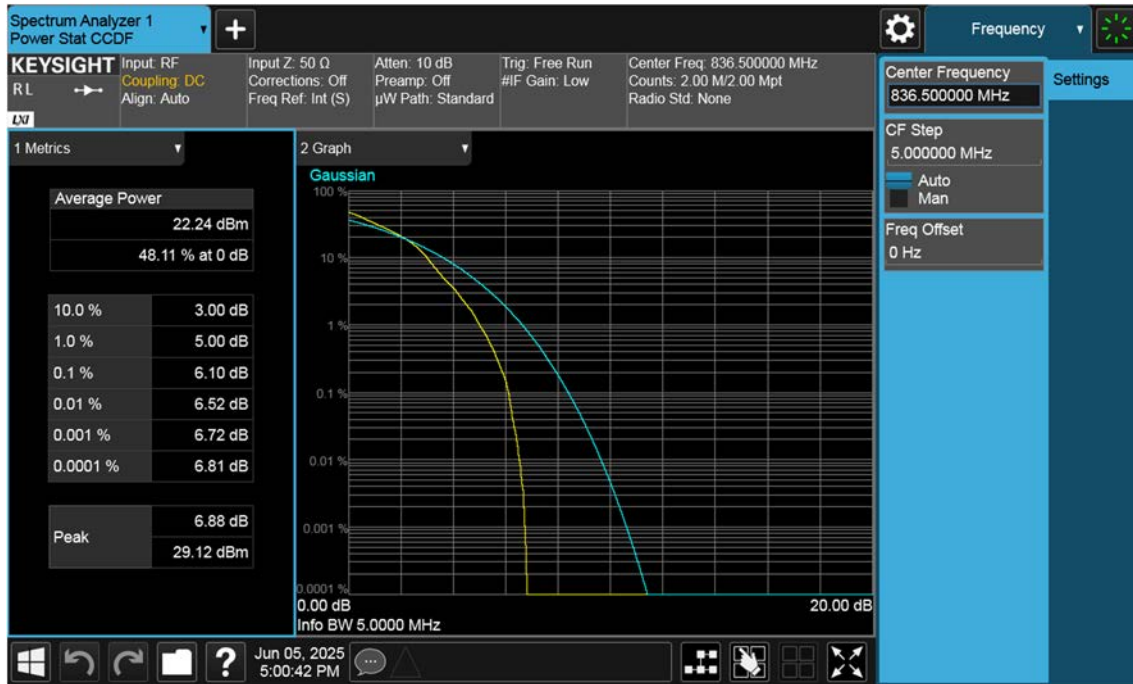 Spectrum Analyzer 1
Power Stat CCDF
Frequency
KEYSIGHT
R L
LXI
Input: RF
Coupling: DC
Align: Auto
Input Z: 50 Ω
Corrections: Off
Freq Ref: Int (S)
Atten: 10 dB
Preamp: Off
µW Path: Standard
Trig: Free Run
#IF Gain: Low
Center Freq: 836.500000 MHz
Counts: 2.00 M/2.00 Mpt
Radio Std: None
Center Frequency
836.500000 MHz
Settings
CF Step
5.000000 MHz
Auto
Man
Freq Offset
0 Hz
1 Metrics
Average Power
22.24 dBm
48.11 % at 0 dB
10.0 % 3.00 dB
1.0 % 5.00 dB
0.1 % 6.10 dB
0.01 % 6.52 dB
0.001 % 6.72 dB
0.0001 % 6.81 dB
Peak
6.88 dB
29.12 dBm
2 Graph
Gaussian
100 %
10 %
1 %
0.1 %
0.01 %
0.001 %
0.0001 %
0.00 dB 20.00 dB
Info BW 5.0000 MHz
?
Jun 05, 2025
5:00:42 PM